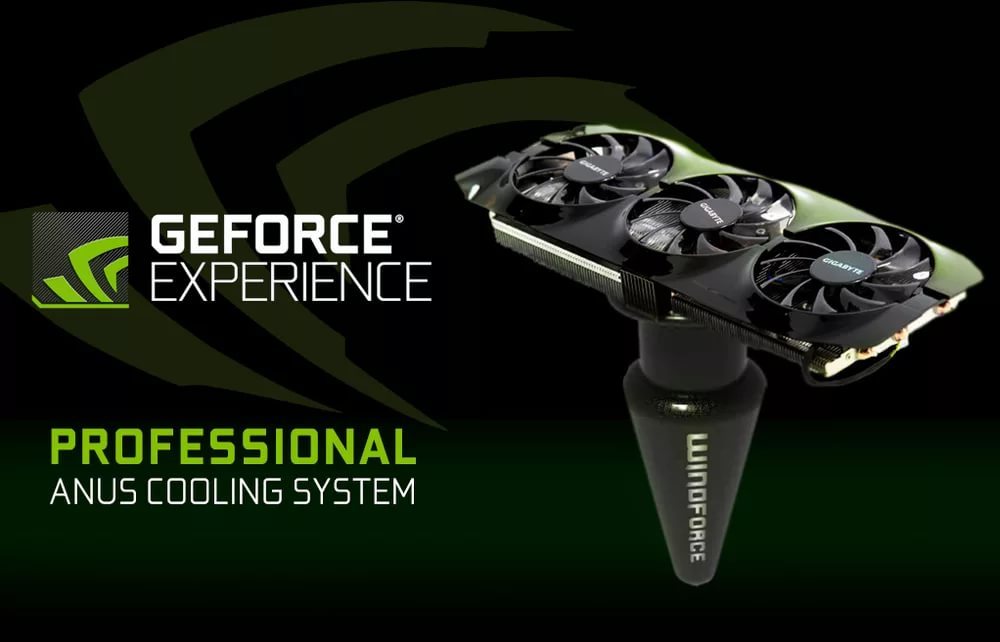 GEFORCE®
EXPERIENCE
PROFESSIONAL
ANUS COOLING SYSTEM
GIGABYTE
GIGABYTE
GIGABYTE
WINDFORCE